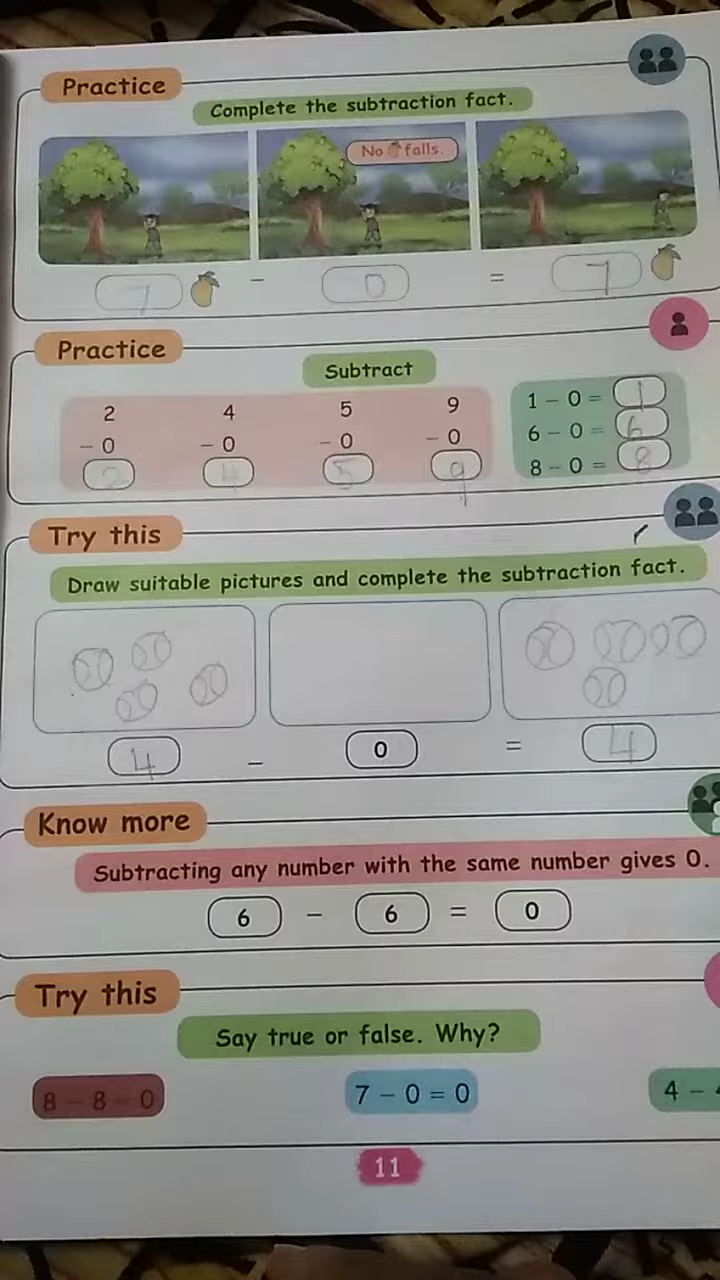 Practice
Complete the subtraction fact.
No falls.
7 - 0 = 7
Practice
Subtract
2 4 5 9
- 0 - 0 - 0 - 0
2 4 5 9
1 - 0 = 1
6 - 0 = 6
8 - 0 = 8
Try this
Draw suitable pictures and complete the subtraction fact.
4 - 0 = 4
Know more
Subtracting any number with the same number gives 0.
6 - 6 = 0
Try this
Say true or false. Why?
8 - 8 = 0 7 - 0 = 0 4 -
11